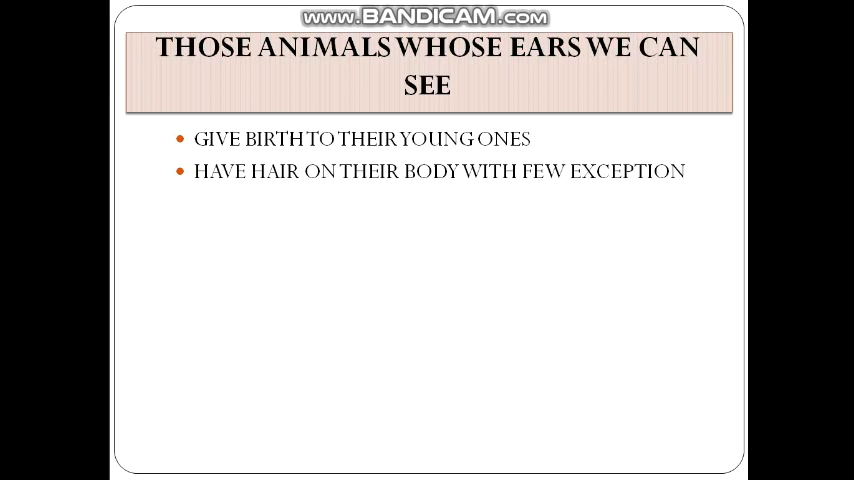 www.BANDICAM.com
THOSE ANIMALS WHOSE EARS WE CAN
SEE
• GIVE BIRTH TO THEIR YOUNG ONES
• HAVE HAIR ON THEIR BODY WITH FEW EXCEPTION